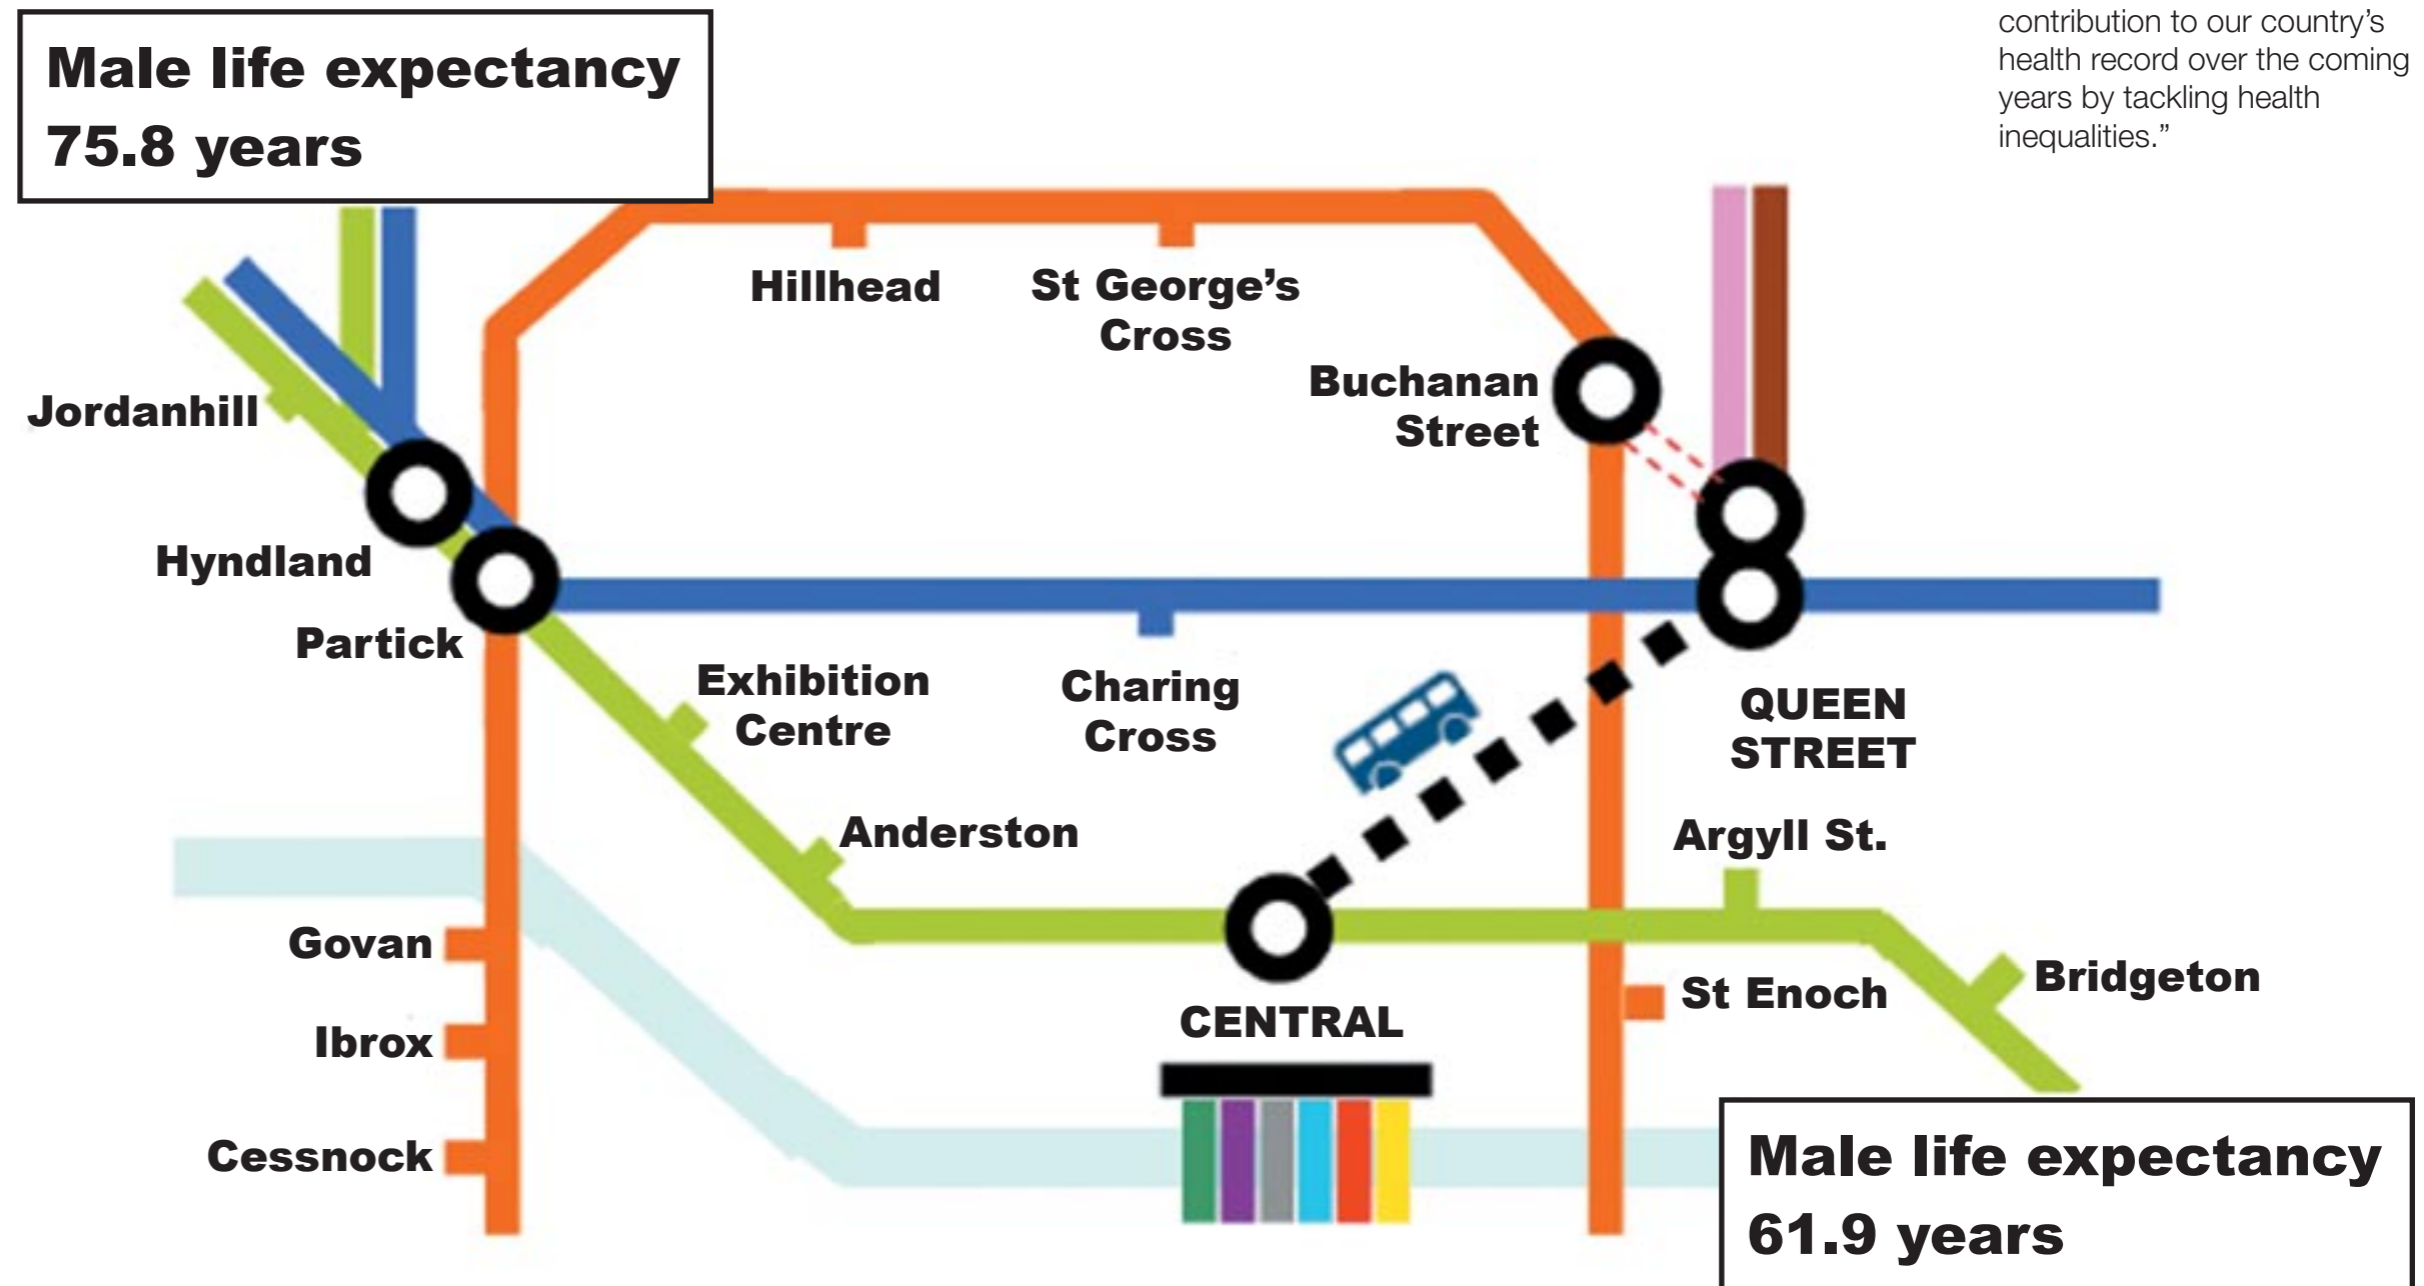 contribution to our country’s
health record over the coming
years by tackling health
inequalities.”
Male life expectancy
75.8 years
Hillhead
St George’s
Cross
Buchanan
Street
Jordanhill
Hyndland
Partick
Exhibition
Centre
Charing
Cross
QUEEN
STREET
Anderston
Argyll St.
Govan
Bridgeton
St Enoch
CENTRAL
Ibrox
Cessnock
Male life expectancy
61.9 years